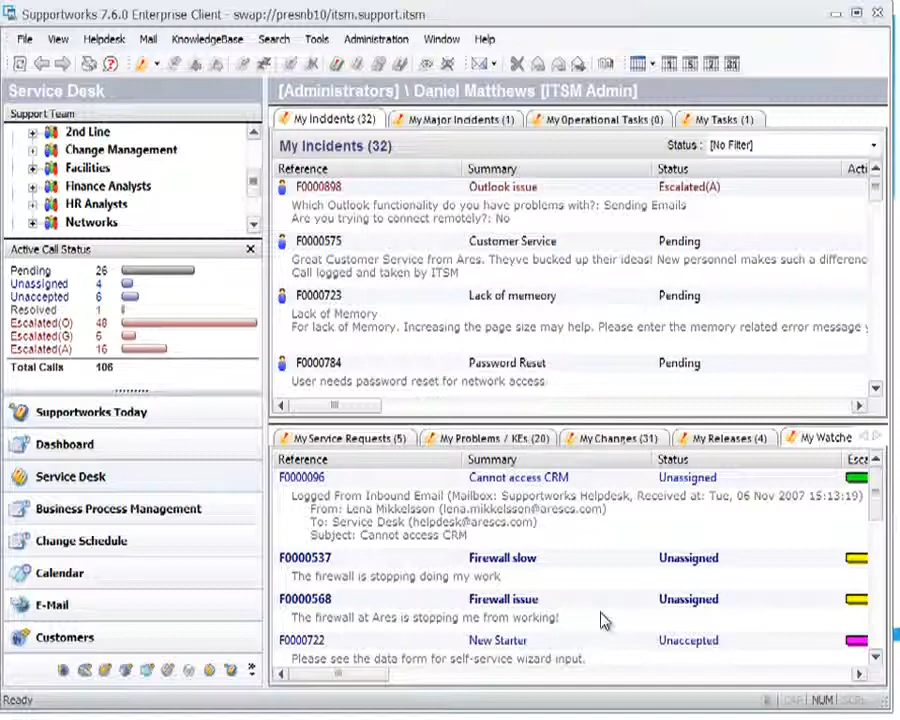 Supportworks 7.6.0 Enterprise Client - swap://presnb10/itsm.support.itsm
File View Helpdesk Mail KnowledgeBase Search Tools Administration Window Help
Service Desk
[Administrators] \ Daniel Matthews [ITSM Admin]
Support Team
2nd Line
Change Management
Facilities
Finance Analysts
HR Analysts
Networks
Active Call Status
Pending 26
Unassigned 4
Unaccepted 6
Resolved 1
Escalated(O) 48
Escalated(G) 5
Escalated(A) 16
Total Calls 106
Supportworks Today
Dashboard
Service Desk
Business Process Management
Change Schedule
Calendar
E-Mail
Customers
My Incidents (32) My Major Incidents (1) My Operational Tasks (0) My Tasks (1)
My Incidents (32) Status : [No Filter]
Reference Summary Status Acti
F0000898 Outlook issue Escalated(A)
Which Outlook functionality do you have problems with?: Sending Emails
Are you trying to connect remotely?: No
F0000575 Customer Service Pending
Great Customer Service from Ares. Theyve bucked up their ideas! New personnel makes such a differenc
Call logged and taken by ITSM
F0000723 Lack of memeory Pending
Lack of Memory
For lack of Memory. Increasing the page size may help. Please enter the memory related error message y
F0000784 Password Reset Pending
User needs password reset for network access
My Service Requests (5) My Problems / KEs (20) My Changes (31) My Releases (4) My Watche
Reference Summary Status Esca
F0000096 Cannot access CRM Unassigned
Logged From Inbound Email (Mailbox: Supportworks Helpdesk, Received at: Tue, 06 Nov 2007 15:13:19)
From: Lena Mikkelsson (lena.mikkelsson@arescs.com)
To: Service Desk (helpdesk@arescs.com)
Subject: Cannot access CRM
F0000537 Firewall slow Unassigned
The firewall is stopping doing my work
F0000568 Firewall issue Unassigned
The firewall at Ares is stopping me from working!
F0000722 New Starter Unaccepted
Please see the data form for self-service wizard input.
Ready CAP NUM SCRL